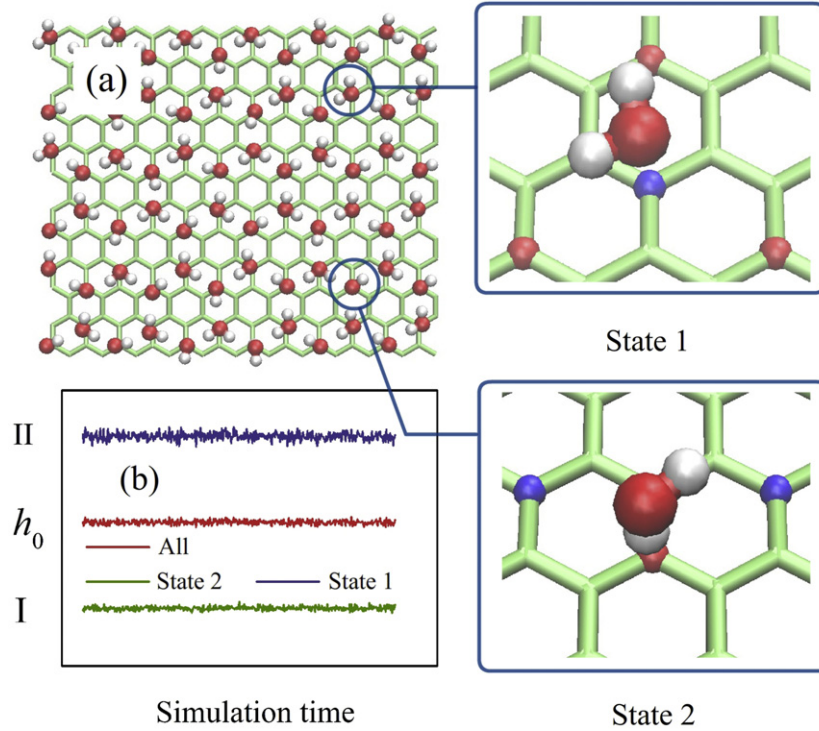 (a)
State 1
II
(b)
h0
All
State 2
State 1
I
Simulation time
State 2